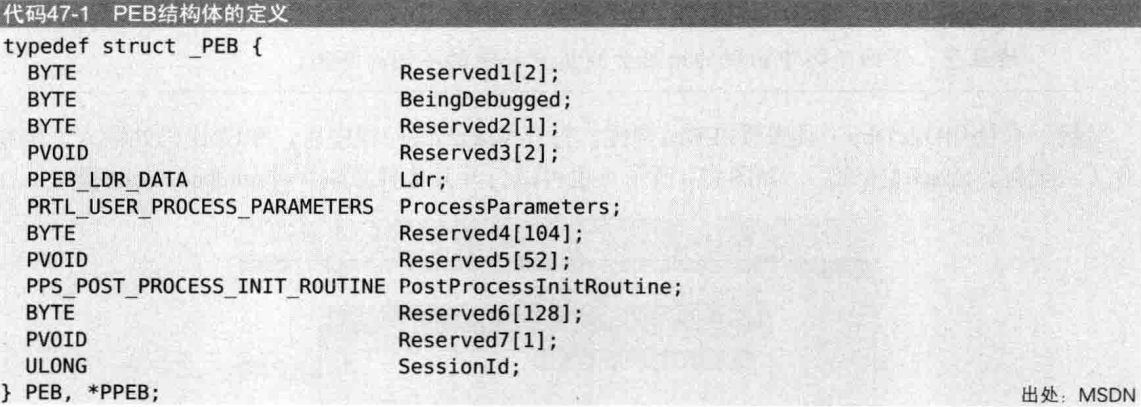 代码47-1 PEB结构体的定义
typedef struct _PEB {
BYTE Reserved1[2];
BYTE BeingDebugged;
BYTE Reserved2[1];
PVOID Reserved3[2];
PPEB_LDR_DATA Ldr;
PRTL_USER_PROCESS_PARAMETERS ProcessParameters;
BYTE Reserved4[104];
PVOID Reserved5[52];
PPS_POST_PROCESS_INIT_ROUTINE PostProcessInitRoutine;
BYTE Reserved6[128];
PVOID Reserved7[1];
ULONG SessionId;
} PEB, *PPEB;
出处：MSDN